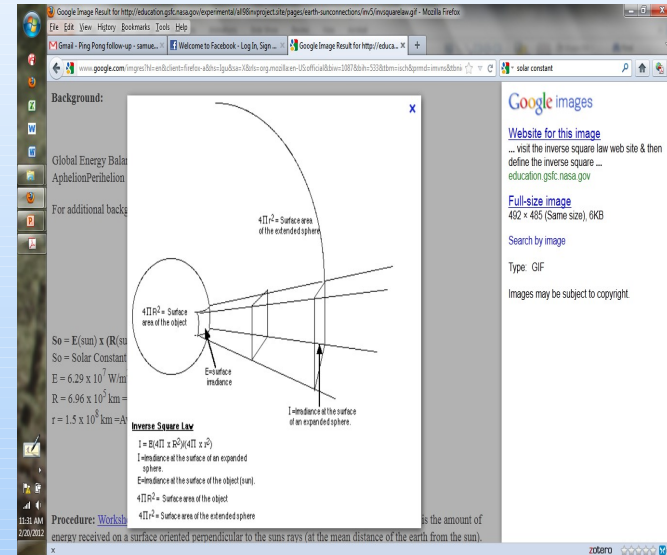 Google Image Result for http://education.gsfc.nasa.gov/experimental/all98invproject.site/pages/earth-sunconnections/inv5/invsquarelaw.gif - Mozilla Firefox
File Edit View History Bookmarks Tools Help
Gmail - Ping Pong follow-up - samue...
Welcome to Facebook - Log In, Sign ...
Google Image Result for http://educa...
solar constant
Background:
Global Energy Balan
AphelionPerihelion
For additional backg
4Π r² = Surface area
of the extended sphere
4Π R² = Surface
area of the object
E=surface
irradiance
I=Irradiance at the surface
of an expanded sphere.
So = E(sun) x (R(su
So = Solar Constant
E = 6.29 x 10⁷ W/m
R = 6.96 x 10⁵ km =
r = 1.5 x 10⁸ km =A
Inverse Square Law
I = E(4Π x R²)/(4Π x r²)
I=Irradiance at the surface of an expanded
sphere.
E=Irradiance at the surface of the object (sun).
4Π R² = Surface area of the object
4Π r² = Surface area of the extended sphere
Procedure: Worksh
is the amount of
energy received on a surface oriented perpendicular to the suns rays (at the mean distance of the earth from the sun).
Google images
Website for this image
... visit the inverse square law web site & then
define the inverse square ...
education.gsfc.nasa.gov
Full-size image
492 × 485 (Same size), 6KB
Search by image
Type: GIF
Images may be subject to copyright.
11:31 AM
2/20/2012
zotero